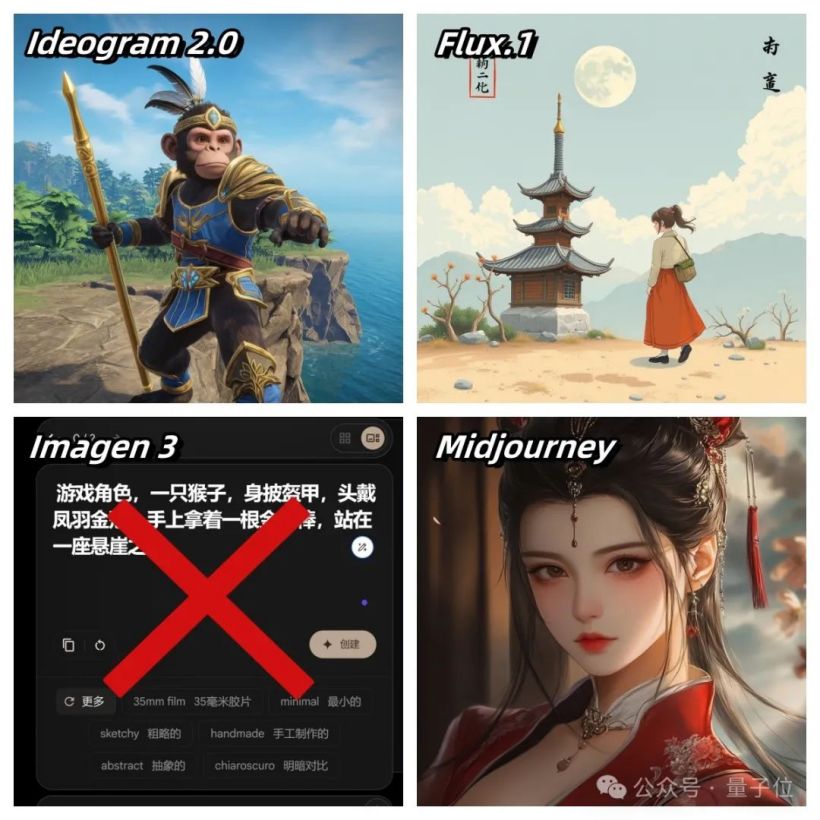 Ideogram 2.0
Flux.1
二化
Imagen 3
游戏角色，一只猴子，身披盔甲，头戴
凤羽金 手上拿着一根金 棒，站在
一座悬崖之
创建
更多
35mm film 35毫米胶片
minimal 最小的
sketchy 粗略的
handmade 手工制作的
abstract 抽象的
chiaroscuro 明暗对比
Midjourney
公众号 · 量子位